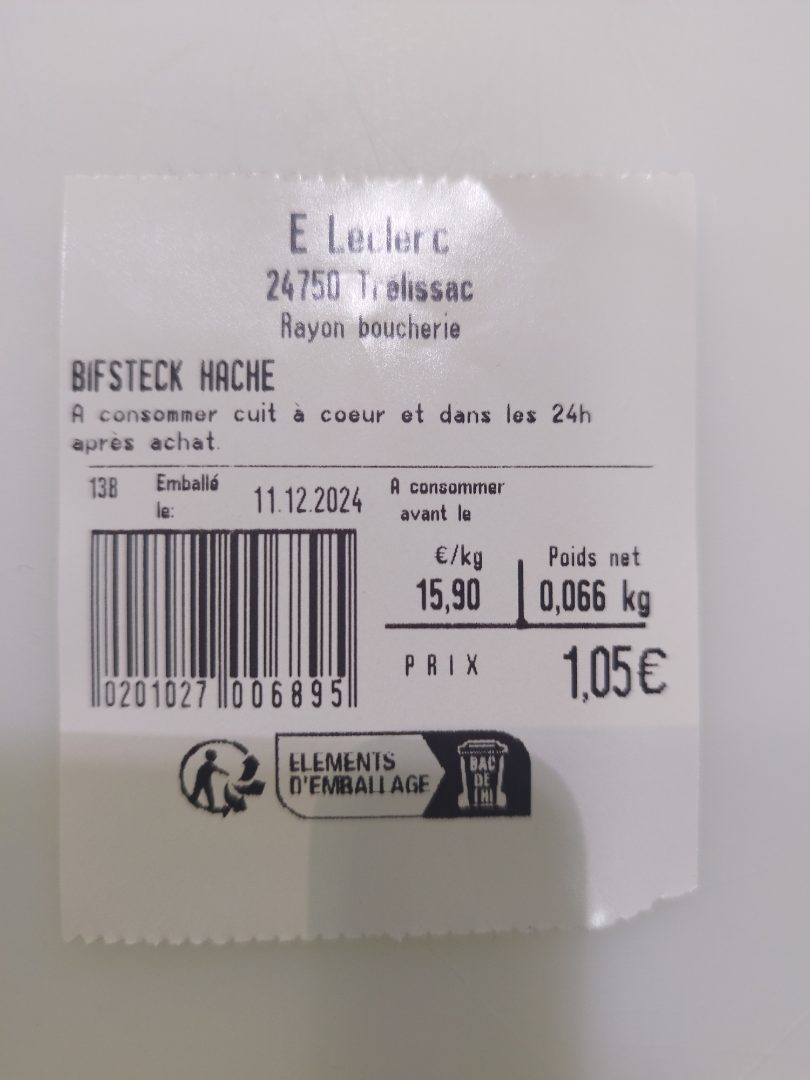 E Leclerc
24750 Trélissac
Rayon boucherie
BIFSTECK HACHE
A consommer cuit à coeur et dans les 24h
après achat.
13B Emballé le: 11.12.2024
A consommer avant le
€/kg Poids net
15,90 0,066 kg
PRIX 1,05€
0201027 006895
ELEMENTS
D'EMBALLAGE
BAC
DE
TRI